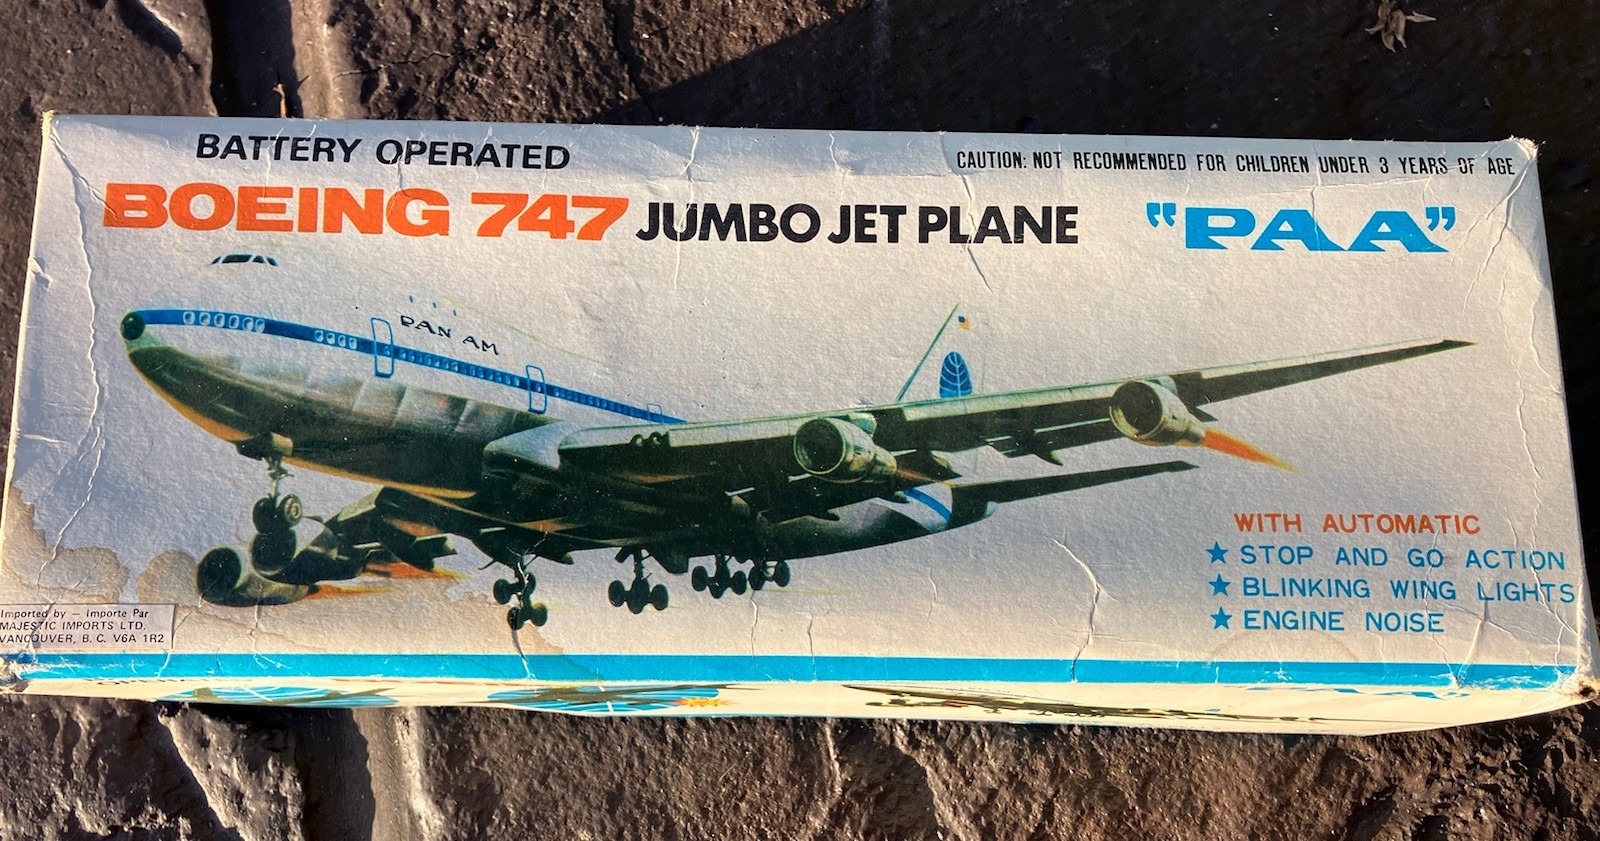 BATTERY OPERATED
CAUTION: NOT RECOMMENDED FOR CHILDREN UNDER 3 YEARS OF AGE
BOEING 747 JUMBO JET PLANE "PAA"
PAN AM
WITH AUTOMATIC
★ STOP AND GO ACTION
★ BLINKING WING LIGHTS
★ ENGINE NOISE
Imported by – Importe Par
MAJESTIC IMPORTS LTD.
VANCOUVER, B. C. V6A 1R2